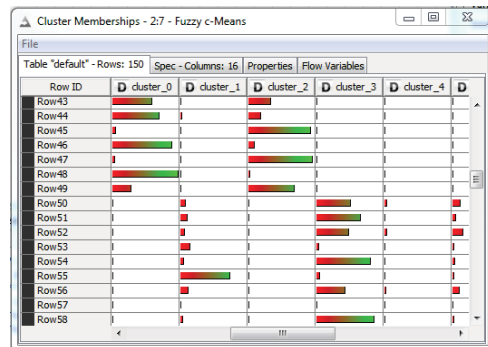 Cluster Memberships - 2:7 - Fuzzy c-Means
File
Table "default" - Rows: 150 Spec - Columns: 16 Properties Flow Variables
Row ID D cluster_0 D cluster_1 D cluster_2 D cluster_3 D cluster_4 D
Row43
Row44
Row45
Row46
Row47
Row48
Row49
Row50
Row51
Row52
Row53
Row54
Row55
Row56
Row57
Row58